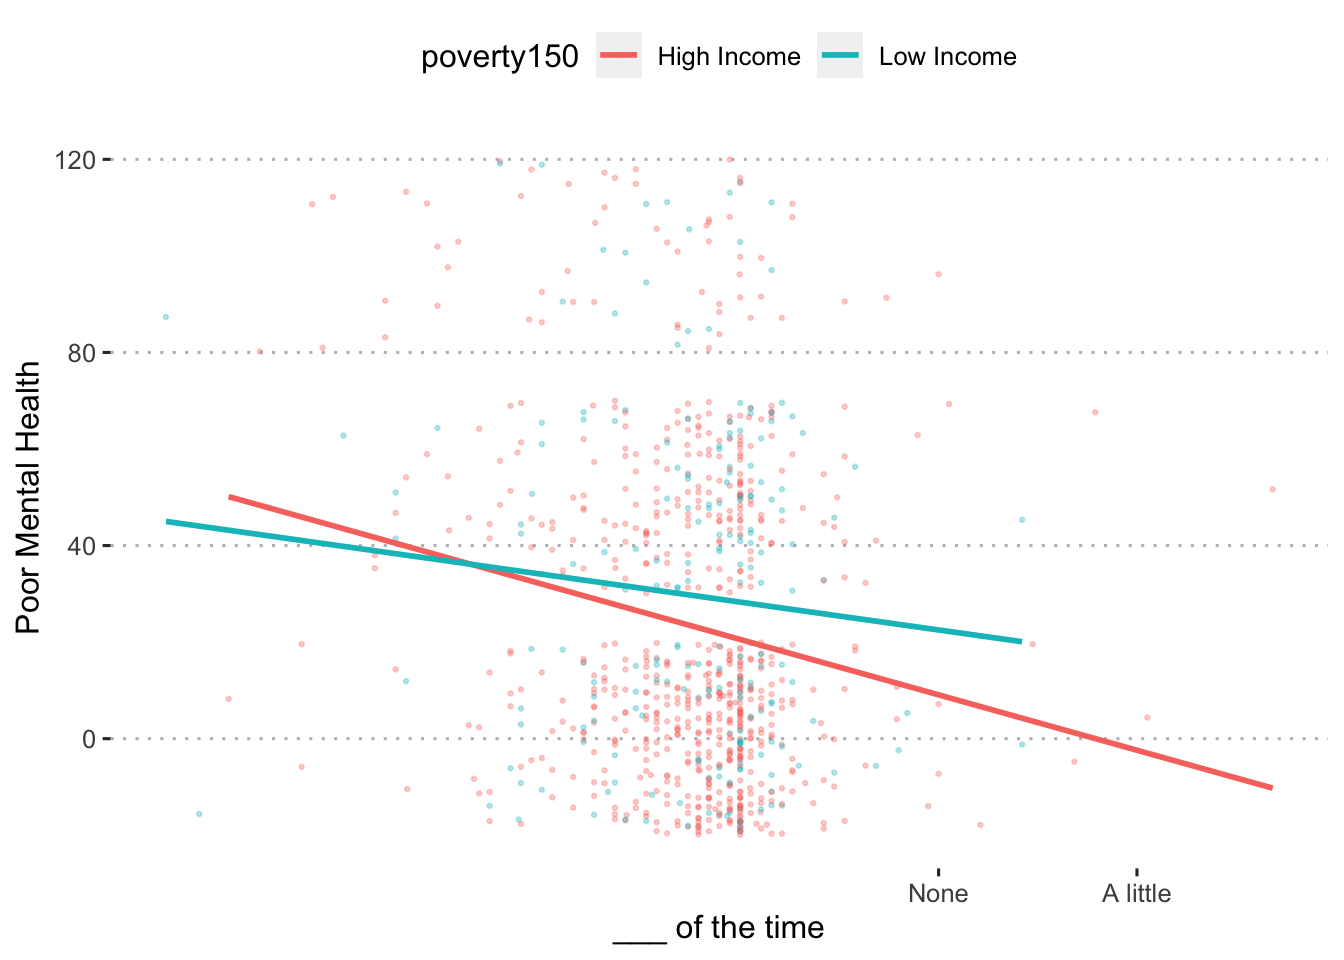 poverty150 High Income Low Income
120
80
40
0
Poor Mental Health
None A little
___ of the time